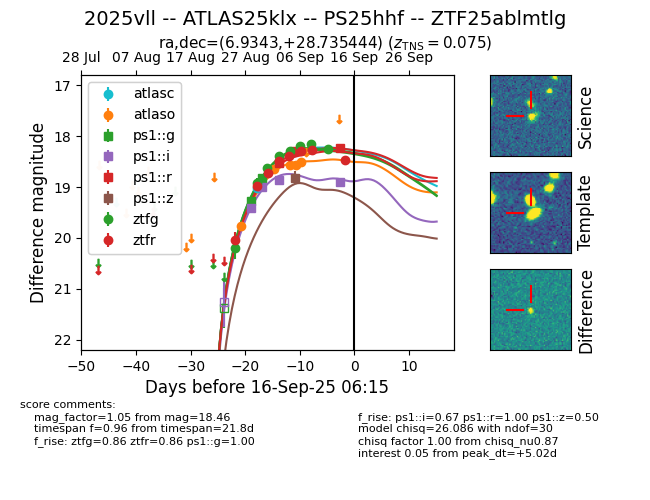 2025vll -- ATLAS25klx -- PS25hhf -- ZTF25ablmtlg
ra,dec=(6.9343,+28.735444) (z_TNS = 0.075)
28 Jul 07 Aug 17 Aug 27 Aug 06 Sep 16 Sep 26 Sep
17
18
19
20
21
22
Difference magnitude
atlasc
atlaso
ps1::g
ps1::i
ps1::r
ps1::z
ztfg
ztfr
−50 −40 −30 −20 −10 0 10
Days before 16-Sep-25 06:15
Science
Template
Difference
score comments:
mag_factor=1.05 from mag=18.46
timespan f=0.96 from timespan=21.8d
f_rise: ztfg=0.86 ztfr=0.86 ps1::g=1.00
f_rise: ps1::i=0.67 ps1::r=1.00 ps1::z=0.50
model chisq=26.086 with ndof=30
chisq factor 1.00 from chisq_nu0.87
interest 0.05 from peak_dt=+5.02d